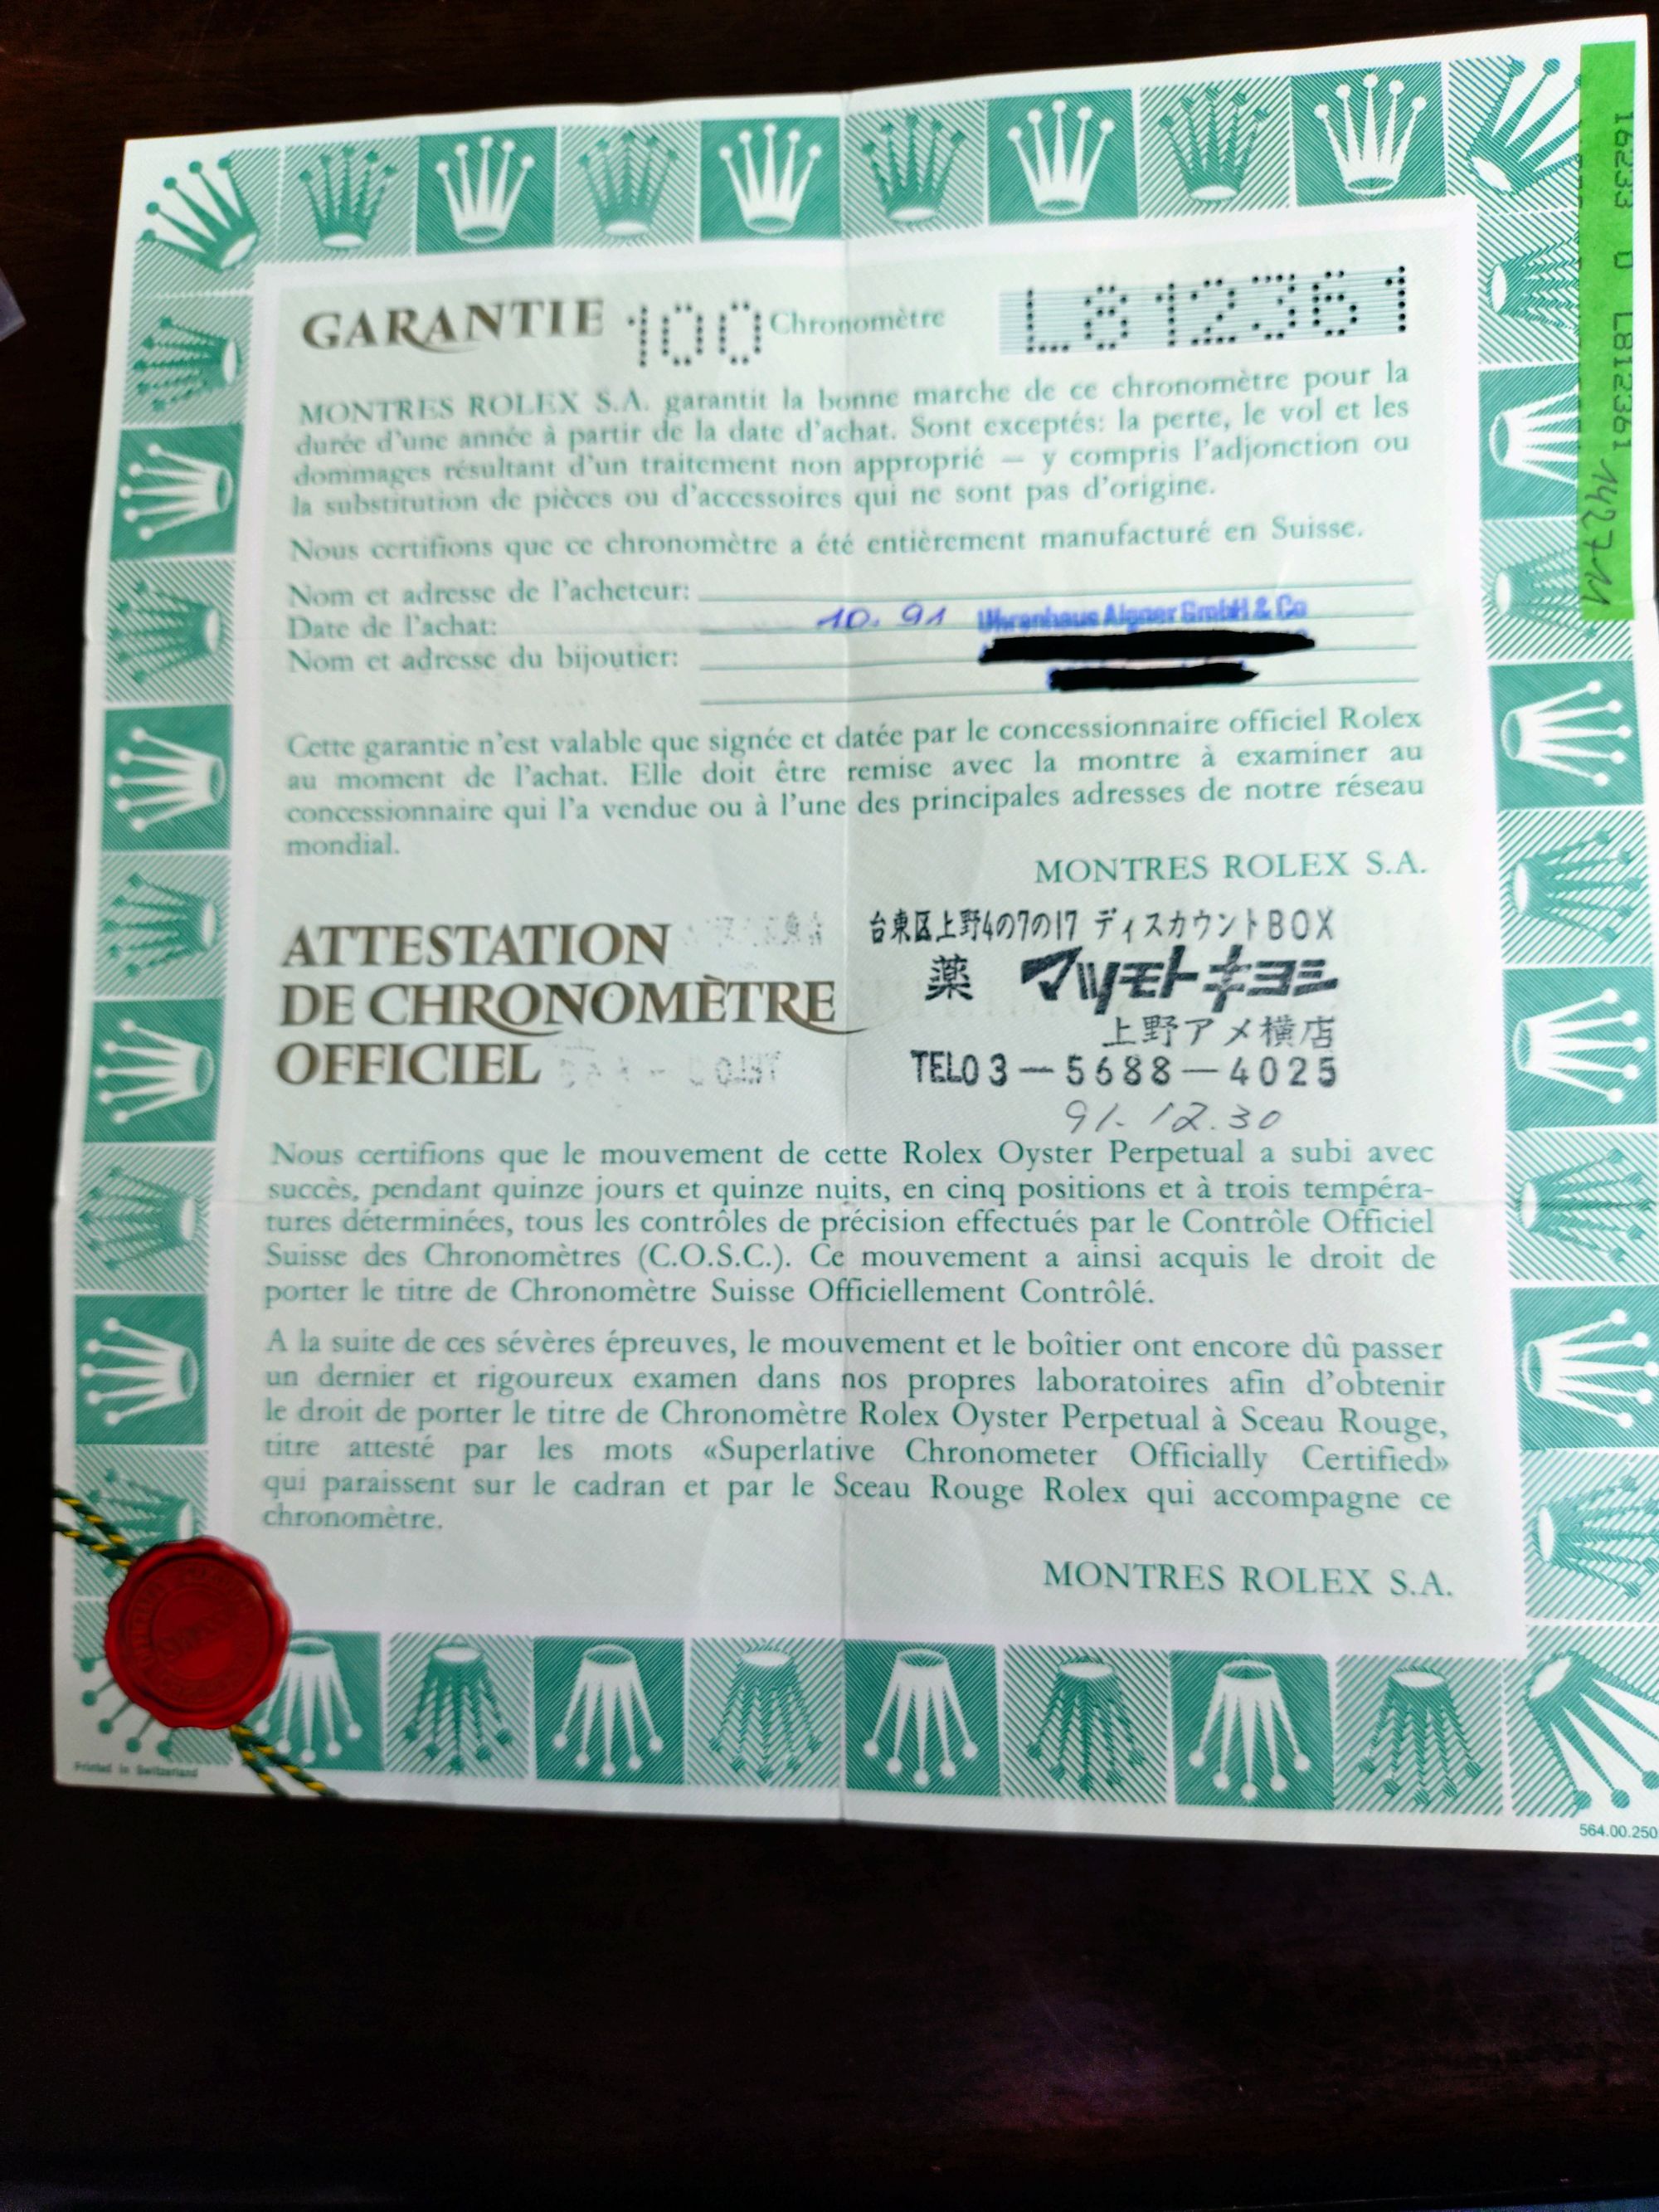 16233 0 L812361 142711
GARANTIE 100 Chronomètre L812361
MONTRES ROLEX S.A. garantit la bonne marche de ce chronomètre pour la
durée d'une année à partir de la date d'achat. Sont exceptés: la perte, le vol et les
dommages résultant d'un traitement non approprié — y compris l'adjonction ou
la substitution de pièces ou d'accessoires qui ne sont pas d'origine.
Nous certifions que ce chronomètre a été entièrement manufacturé en Suisse.
Nom et adresse de l'acheteur:
Date de l'achat: 10. 91 Uhrenhaus Aigner GmbH & Co
Nom et adresse du bijoutier:
Cette garantie n'est valable que signée et datée par le concessionnaire officiel Rolex
au moment de l'achat. Elle doit être remise avec la montre à examiner au
concessionnaire qui l'a vendue ou à l'une des principales adresses de notre réseau
mondial.
MONTRES ROLEX S.A.
ATTESTATION
DE CHRONOMÈTRE
OFFICIEL
台東区上野4の7の17 ディスカウントBOX
薬 マツモトキヨシ
上野アメ横店
TEL03—5688—4025
91.12.30
Nous certifions que le mouvement de cette Rolex Oyster Perpetual a subi avec
succès, pendant quinze jours et quinze nuits, en cinq positions et à trois tempéra-
tures déterminées, tous les contrôles de précision effectués par le Contrôle Officiel
Suisse des Chronomètres (C.O.S.C.). Ce mouvement a ainsi acquis le droit de
porter le titre de Chronomètre Suisse Officiellement Contrôlé.
A la suite de ces sévères épreuves, le mouvement et le boîtier ont encore dû passer
un dernier et rigoureux examen dans nos propres laboratoires afin d'obtenir
le droit de porter le titre de Chronomètre Rolex Oyster Perpetual à Sceau Rouge,
titre attesté par les mots «Superlative Chronometer Officially Certified»
qui paraissent sur le cadran et par le Sceau Rouge Rolex qui accompagne ce
chronomètre.
MONTRES ROLEX S.A.
Printed in Switzerland
564.00.250